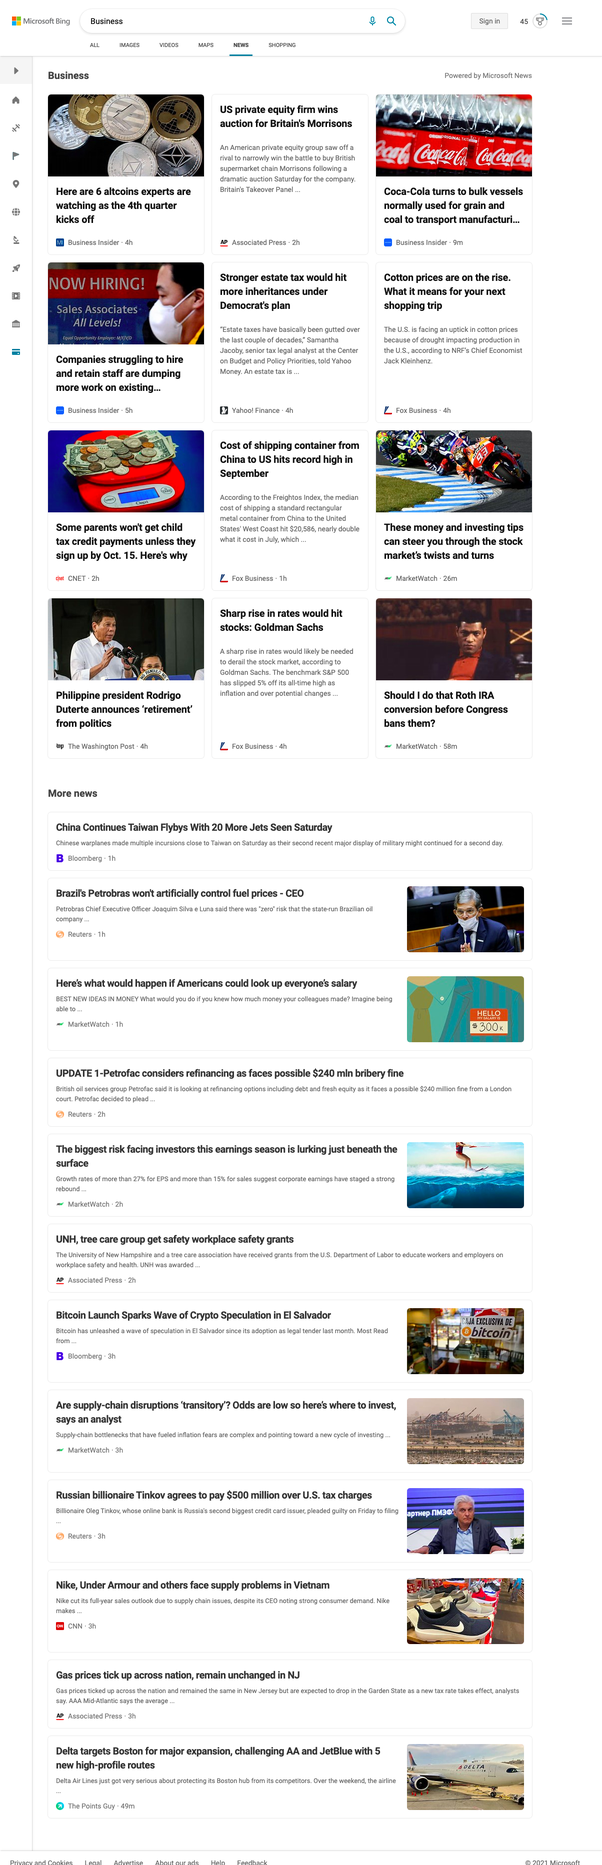 Microsoft Bing
Business
Sign in
45
ALL IMAGES VIDEOS MAPS NEWS SHOPPING
Business
Powered by Microsoft News
Here are 6 altcoins experts are
watching as the 4th quarter
kicks off
Business Insider · 4h
US private equity firm wins
auction for Britain's Morrisons
An American private equity group saw off a
rival to narrowly win the battle to buy British
supermarket chain Morrisons following a
dramatic auction Saturday for the company.
Britain's Takeover Panel ...
AP Associated Press · 2h
Coca-Cola
Coca-Cola turns to bulk vessels
normally used for grain and
coal to transport manufacturi...
Business Insider · 9m
NOW HIRING!
Sales Associates
All Levels!
Companies struggling to hire
and retain staff are dumping
more work on existing...
Business Insider · 5h
Stronger estate tax would hit
more inheritances under
Democrat's plan
"Estate taxes have basically been gutted over
the last couple of decades," Samantha
Jacoby, senior tax legal analyst at the Center
on Budget and Policy Priorities, told Yahoo
Money. An estate tax is ...
Yahoo! Finance · 4h
Cotton prices are on the rise.
What it means for your next
shopping trip
The U.S. is facing an uptick in cotton prices
because of drought impacting production in
the U.S., according to NRF's Chief Economist
Jack Kleinhenz.
Fox Business · 4h
Some parents won't get child
tax credit payments unless they
sign up by Oct. 15. Here's why
CNET · 2h
Cost of shipping container from
China to US hits record high in
September
According to the Freightos Index, the median
cost of shipping a standard rectangular
metal container from China to the United
States' West Coast hit $20,586, nearly double
what it cost in July, which ...
Fox Business · 1h
93
These money and investing tips
can steer you through the stock
market's twists and turns
MarketWatch · 26m
Philippine president Rodrigo
Duterte announces 'retirement'
from politics
wp The Washington Post · 4h
Sharp rise in rates would hit
stocks: Goldman Sachs
A sharp rise in rates would likely be needed
to derail the stock market, according to
Goldman Sachs. The benchmark S&P 500
has slipped 5% off its all-time high as
inflation and over potential changes ...
Fox Business · 4h
Should I do that Roth IRA
conversion before Congress
bans them?
MarketWatch · 58m
More news
China Continues Taiwan Flybys With 20 More Jets Seen Saturday
Chinese warplanes made multiple incursions close to Taiwan on Saturday as their second recent major display of military might continued for a second day.
B Bloomberg · 1h
Brazil's Petrobras won't artificially control fuel prices - CEO
Petrobras Chief Executive Officer Joaquim Silva e Luna said there was "zero" risk that the state-run Brazilian oil
company ...
Reuters · 1h
Here's what would happen if Americans could look up everyone's salary
BEST NEW IDEAS IN MONEY What would you do if you knew how much money your colleagues made? Imagine being
able to ...
MarketWatch · 1h
HELLO
MY SALARY IS
$300K
UPDATE 1-Petrofac considers refinancing as faces possible $240 mln bribery fine
British oil services group Petrofac said it is looking at refinancing options including debt and fresh equity as it faces a possible $240 million fine from a London
court. Petrofac decided to plead ...
Reuters · 2h
The biggest risk facing investors this earnings season is lurking just beneath the
surface
Growth rates of more than 27% for EPS and more than 15% for sales suggest corporate earnings have staged a strong
rebound ...
MarketWatch · 2h
UNH, tree care group get safety workplace safety grants
The University of New Hampshire and a tree care association have received grants from the U.S. Department of Labor to educate workers and employers on
workplace safety and health. UNH was awarded ...
AP Associated Press · 2h
Bitcoin Launch Sparks Wave of Crypto Speculation in El Salvador
Bitcoin has unleashed a wave of speculation in El Salvador since its adoption as legal tender last month. Most Read
from ...
B Bloomberg · 3h
EXCLUSIVA DE
bitcoin
Are supply-chain disruptions 'transitory'? Odds are low so here's where to invest,
says an analyst
Supply-chain bottlenecks that have fueled inflation fears are complex and pointing toward a new cycle of investing ...
MarketWatch · 3h
Russian billionaire Tinkov agrees to pay $500 million over U.S. tax charges
Billionaire Oleg Tinkov, whose online bank is Russia's second biggest credit card issuer, pleaded guilty on Friday to filing
...
Reuters · 3h
артнер ПМЭФ
Nike, Under Armour and others face supply problems in Vietnam
Nike cut its full-year sales outlook due to supply chain issues, despite its CEO noting strong consumer demand. Nike
makes ...
CNN CNN · 3h
Gas prices tick up across nation, remain unchanged in NJ
Gas prices ticked up across the nation and remained the same in New Jersey but are expected to drop in the Garden State as a new tax rate takes effect, analysts
say. AAA Mid-Atlantic says the average ...
AP Associated Press · 3h
Delta targets Boston for major expansion, challenging AA and JetBlue with 5
new high-profile routes
Delta Air Lines just got very serious about protecting its Boston hub from its competitors. Over the weekend, the airline
...
The Points Guy · 49m
DELTA
Privacy and Cookies Legal Advertise About our ads Help Feedback
© 2021 Microsoft